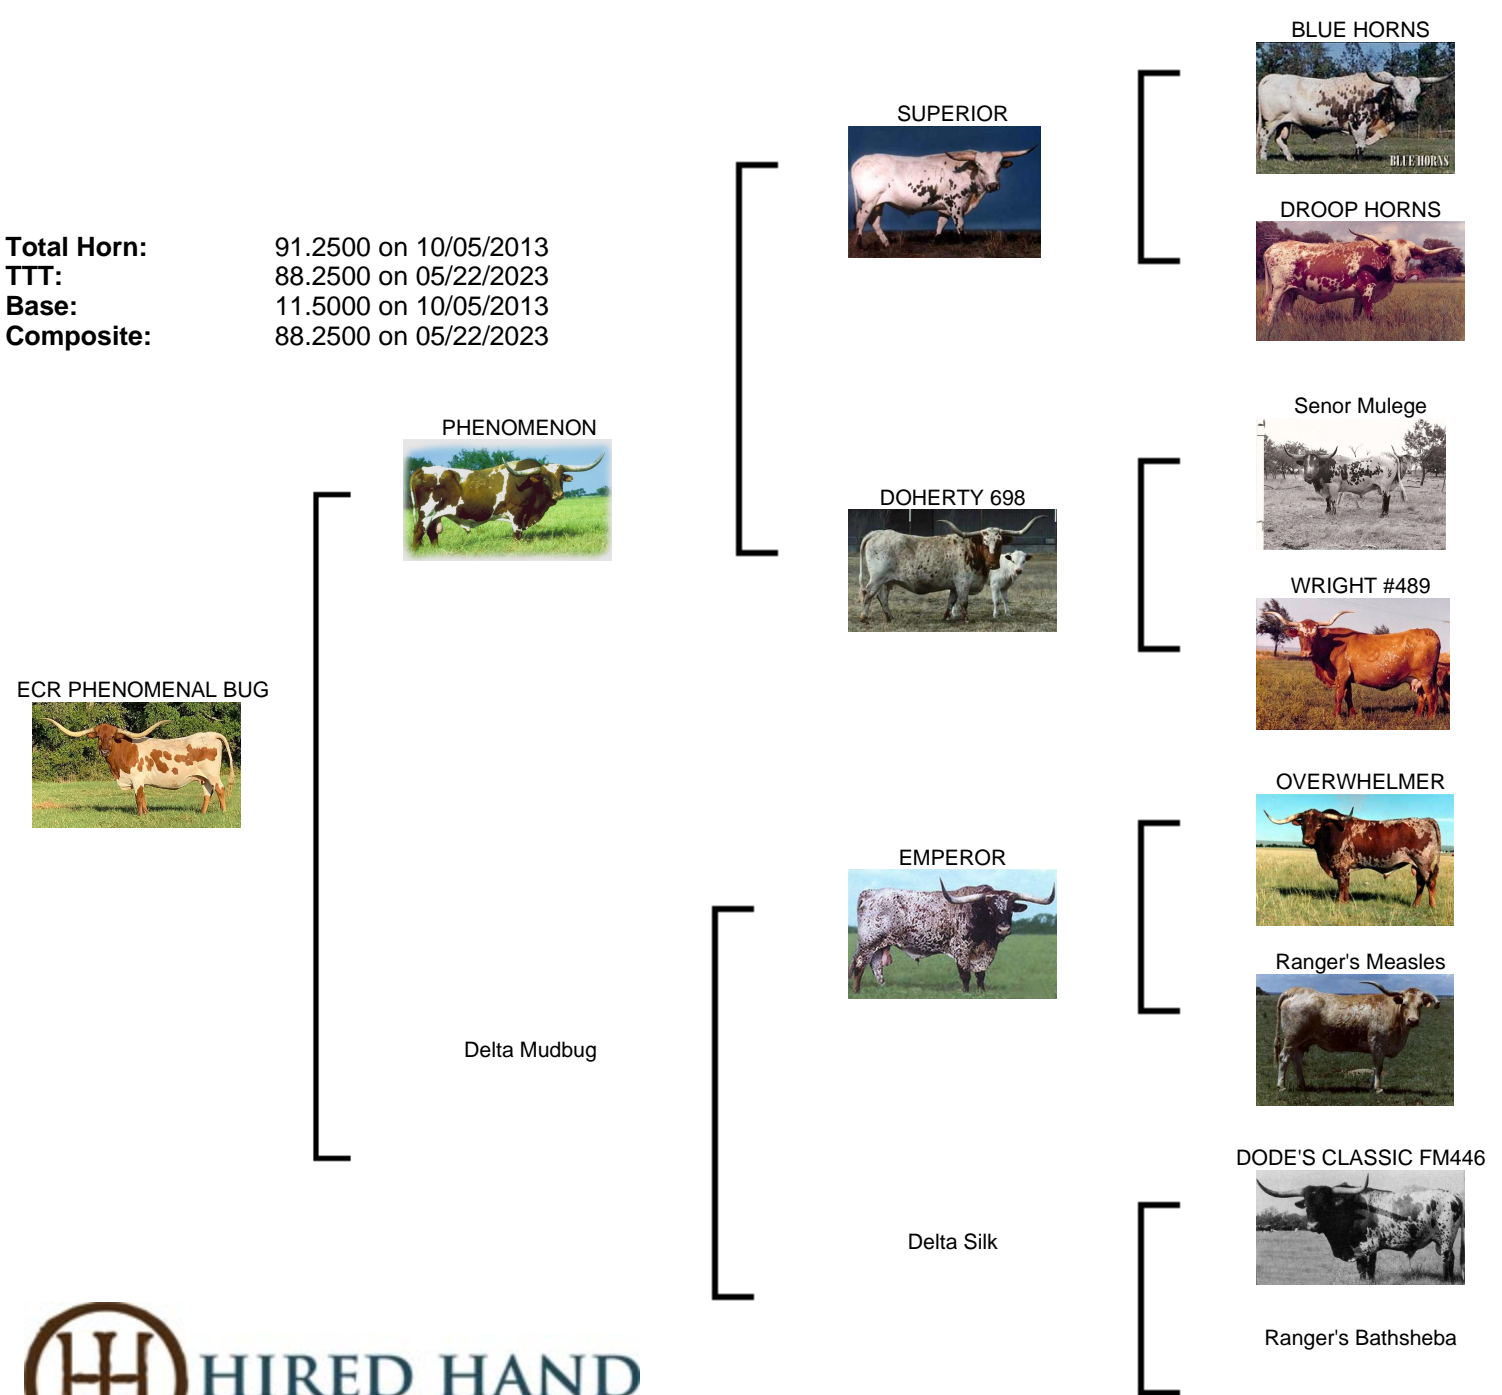 BLUE HORNS
BLUE HORNS
SUPERIOR
DROOP HORNS
Total Horn: 91.2500 on 10/05/2013
TTT: 88.2500 on 05/22/2023
Base: 11.5000 on 10/05/2013
Composite: 88.2500 on 05/22/2023
Senor Mulege
PHENOMENON
DOHERTY 698
WRIGHT #489
ECR PHENOMENAL BUG
OVERWHELMER
EMPEROR
Ranger's Measles
Delta Mudbug
DODE'S CLASSIC FM446
Delta Silk
Ranger's Bathsheba
HIRED HAND